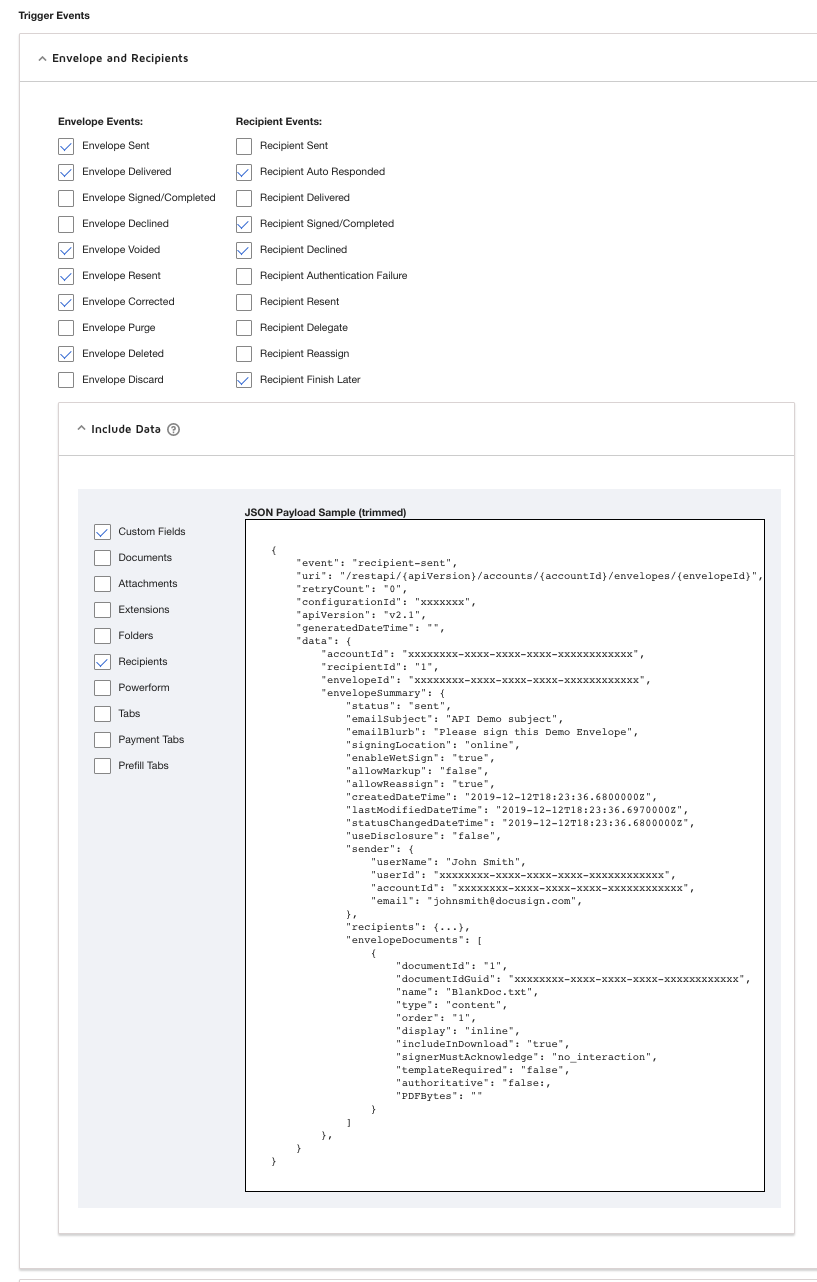 Trigger Events
Envelope and Recipients
Envelope Events:
Envelope Sent
Envelope Delivered
Envelope Signed/Completed
Envelope Declined
Envelope Voided
Envelope Resent
Envelope Corrected
Envelope Purge
Envelope Deleted
Envelope Discard
Recipient Events:
Recipient Sent
Recipient Auto Responded
Recipient Delivered
Recipient Signed/Completed
Recipient Declined
Recipient Authentication Failure
Recipient Resent
Recipient Delegate
Recipient Reassign
Recipient Finish Later
Include Data ?
Custom Fields
Documents
Attachments
Extensions
Folders
Recipients
Powerform
Tabs
Payment Tabs
Prefill Tabs
JSON Payload Sample (trimmed)
{
    "event": "recipient-sent",
    "uri": "/restapi/{apiVersion}/accounts/{accountId}/envelopes/{envelopeId}",
    "retryCount": "0",
    "configurationId": "xxxxxxx",
    "apiVersion": "v2.1",
    "generatedDateTime": "",
    "data": {
        "accountId": "xxxxxxxx-xxxx-xxxx-xxxx-xxxxxxxxxxxx",
        "recipientId": "1",
        "envelopeId": "xxxxxxxx-xxxx-xxxx-xxxx-xxxxxxxxxxxx",
        "envelopeSummary": {
            "status": "sent",
            "emailSubject": "API Demo subject",
            "emailBlurb": "Please sign this Demo Envelope",
            "signingLocation": "online",
            "enableWetSign": "true",
            "allowMarkup": "false",
            "allowReassign": "true",
            "createdDateTime": "2019-12-12T18:23:36.6800000Z",
            "lastModifiedDateTime": "2019-12-12T18:23:36.6970000Z",
            "statusChangedDateTime": "2019-12-12T18:23:36.6800000Z",
            "useDisclosure": "false",
            "sender": {
                "userName": "John Smith",
                "userId": "xxxxxxxx-xxxx-xxxx-xxxx-xxxxxxxxxxxx",
                "accountId": "xxxxxxxx-xxxx-xxxx-xxxx-xxxxxxxxxxxx",
                "email": "johnsmith@docusign.com",
            },
            "recipients": {...},
            "envelopeDocuments": [
                {
                    "documentId": "1",
                    "documentIdGuid": "xxxxxxxx-xxxx-xxxx-xxxx-xxxxxxxxxxxx",
                    "name": "BlankDoc.txt",
                    "type": "content",
                    "order": "1",
                    "display": "inline",
                    "includeInDownload": "true",
                    "signerMustAcknowledge": "no_interaction",
                    "templateRequired": "false",
                    "authoritative": "false:,
                    "PDFBytes": ""
                }
            ]
        },
    }
}